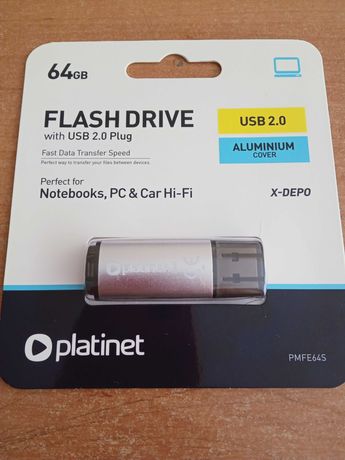 64GB
FLASH DRIVE
with USB 2.0 Plug
Fast Data Transfer Speed
Perfect way to transfer your files between devices.
USB 2.0
ALUMINIUM
COVER
Perfect for
Notebooks, PC & Car Hi-Fi
X-DEPO
platinet
platinet
PMFE64S